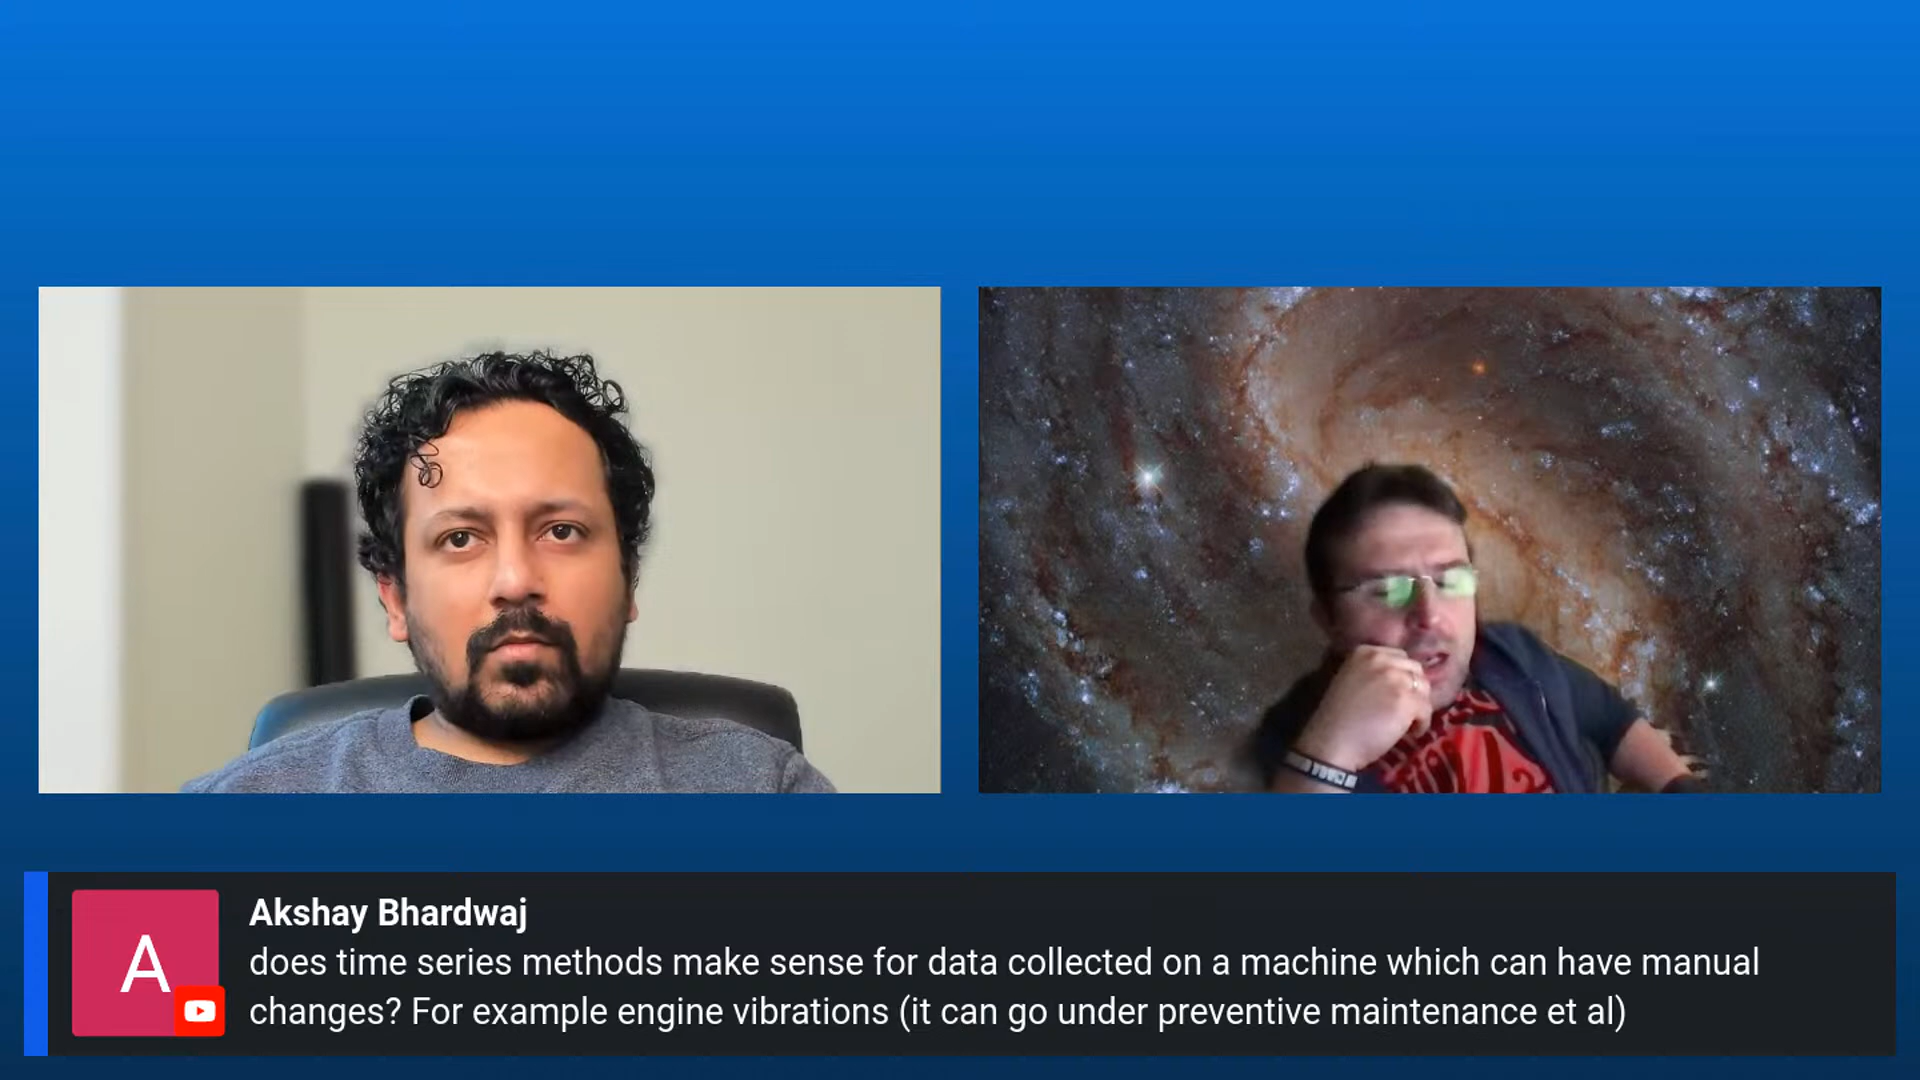 A
Akshay Bhardwaj
does time series methods make sense for data collected on a machine which can have manual
changes? For example engine vibrations (it can go under preventive maintenance et al)